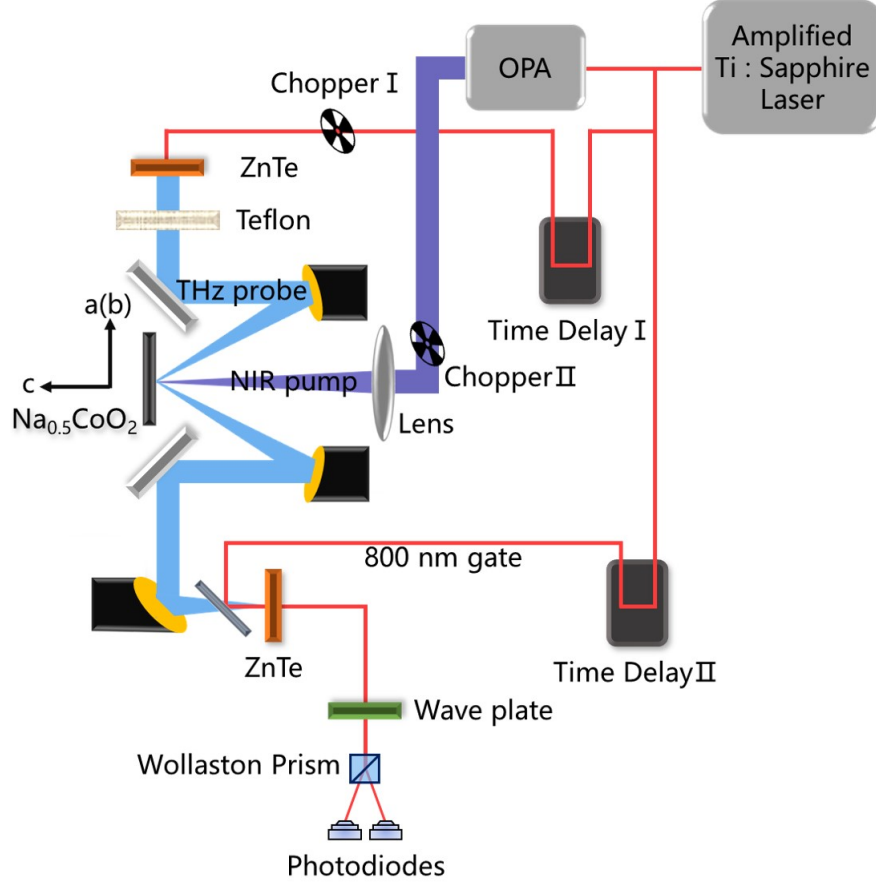 Amplified
Ti : Sapphire
Laser
OPA
Chopper Ⅰ
ZnTe
Teflon
THz probe
a(b)
Time Delay Ⅰ
c
NIR pump
Chopper Ⅱ
Na₀.₅CoO₂
Lens
800 nm gate
ZnTe
Time Delay Ⅱ
Wave plate
Wollaston Prism
Photodiodes